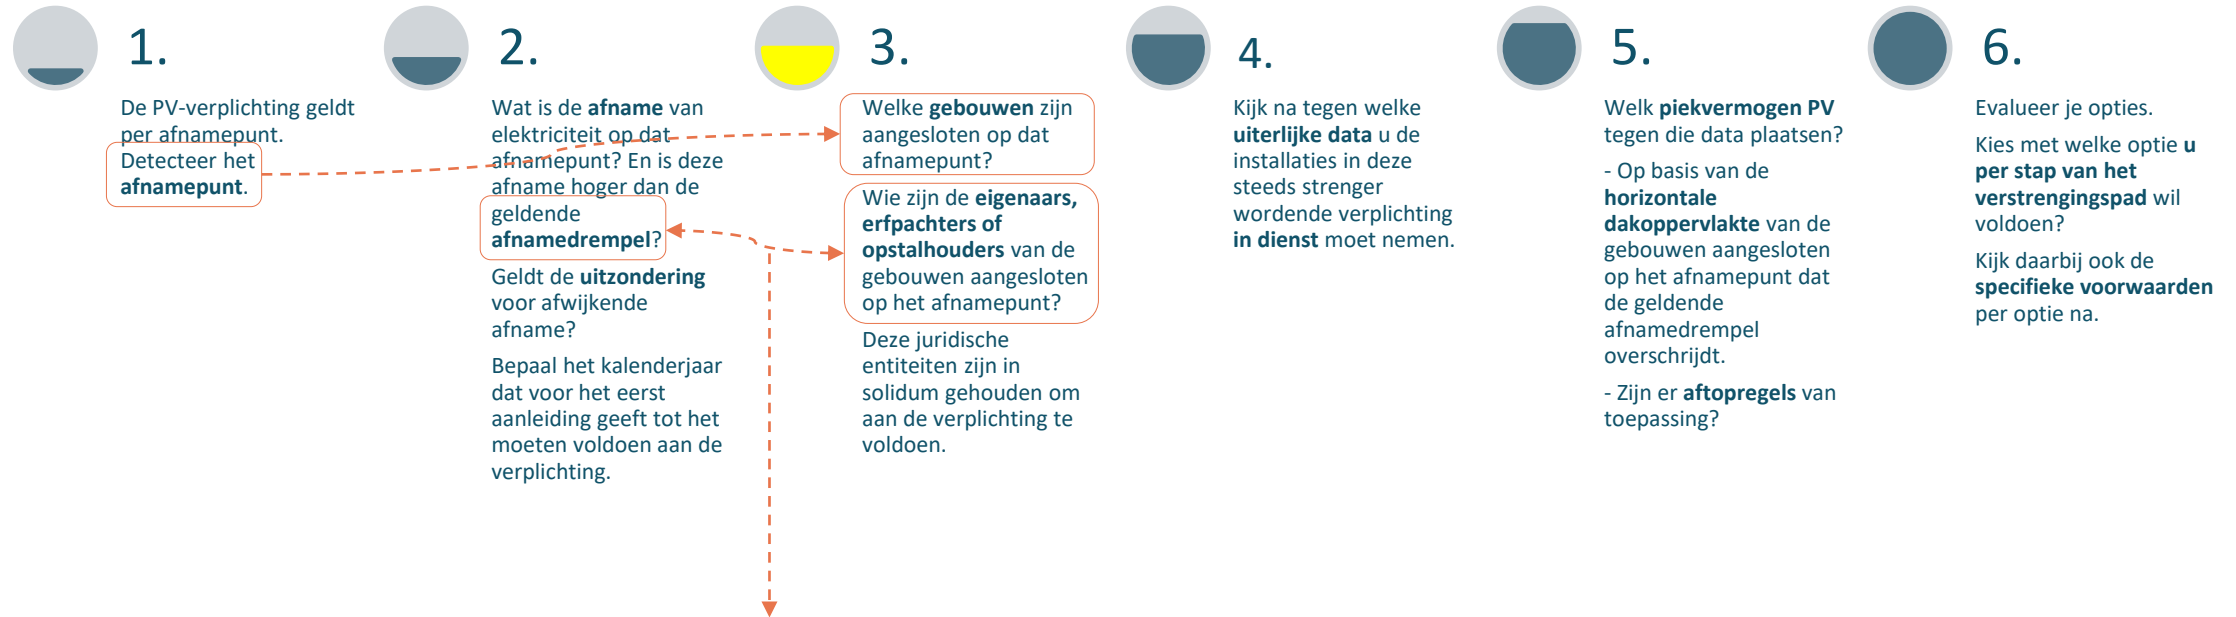 1.
De PV-verplichting geldt
per afnamepunt.
Detecteer het
afnamepunt.
2.
Wat is de afname van
elektriciteit op dat
afnamepunt? En is deze
afname hoger dan de
geldende
afnamedrempel?
Geldt de uitzondering
voor afwijkende
afname?
Bepaal het kalenderjaar
dat voor het eerst
aanleiding geeft tot het
moeten voldoen aan de
verplichting.
3.
Welke gebouwen zijn
aangesloten op dat
afnamepunt?
Wie zijn de eigenaars,
erfpachters of
opstalhouders van de
gebouwen aangesloten
op het afnamepunt?
Deze juridische
entiteiten zijn in
solidum gehouden om
aan de verplichting te
voldoen.
4.
Kijk na tegen welke
uiterlijke data u de
installaties in deze
steeds strenger
wordende verplichting
in dienst moet nemen.
5.
Welk piekvermogen PV
tegen die data plaatsen?
- Op basis van de
horizontale
dakoppervlakte van de
gebouwen aangesloten
op het afnamepunt dat
de geldende
afnamedrempel
overschrijdt.
- Zijn er aftopregels van
toepassing?
6.
Evalueer je opties.
Kies met welke optie u
per stap van het
verstrengingspad wil
voldoen?
Kijk daarbij ook de
specifieke voorwaarden
per optie na.